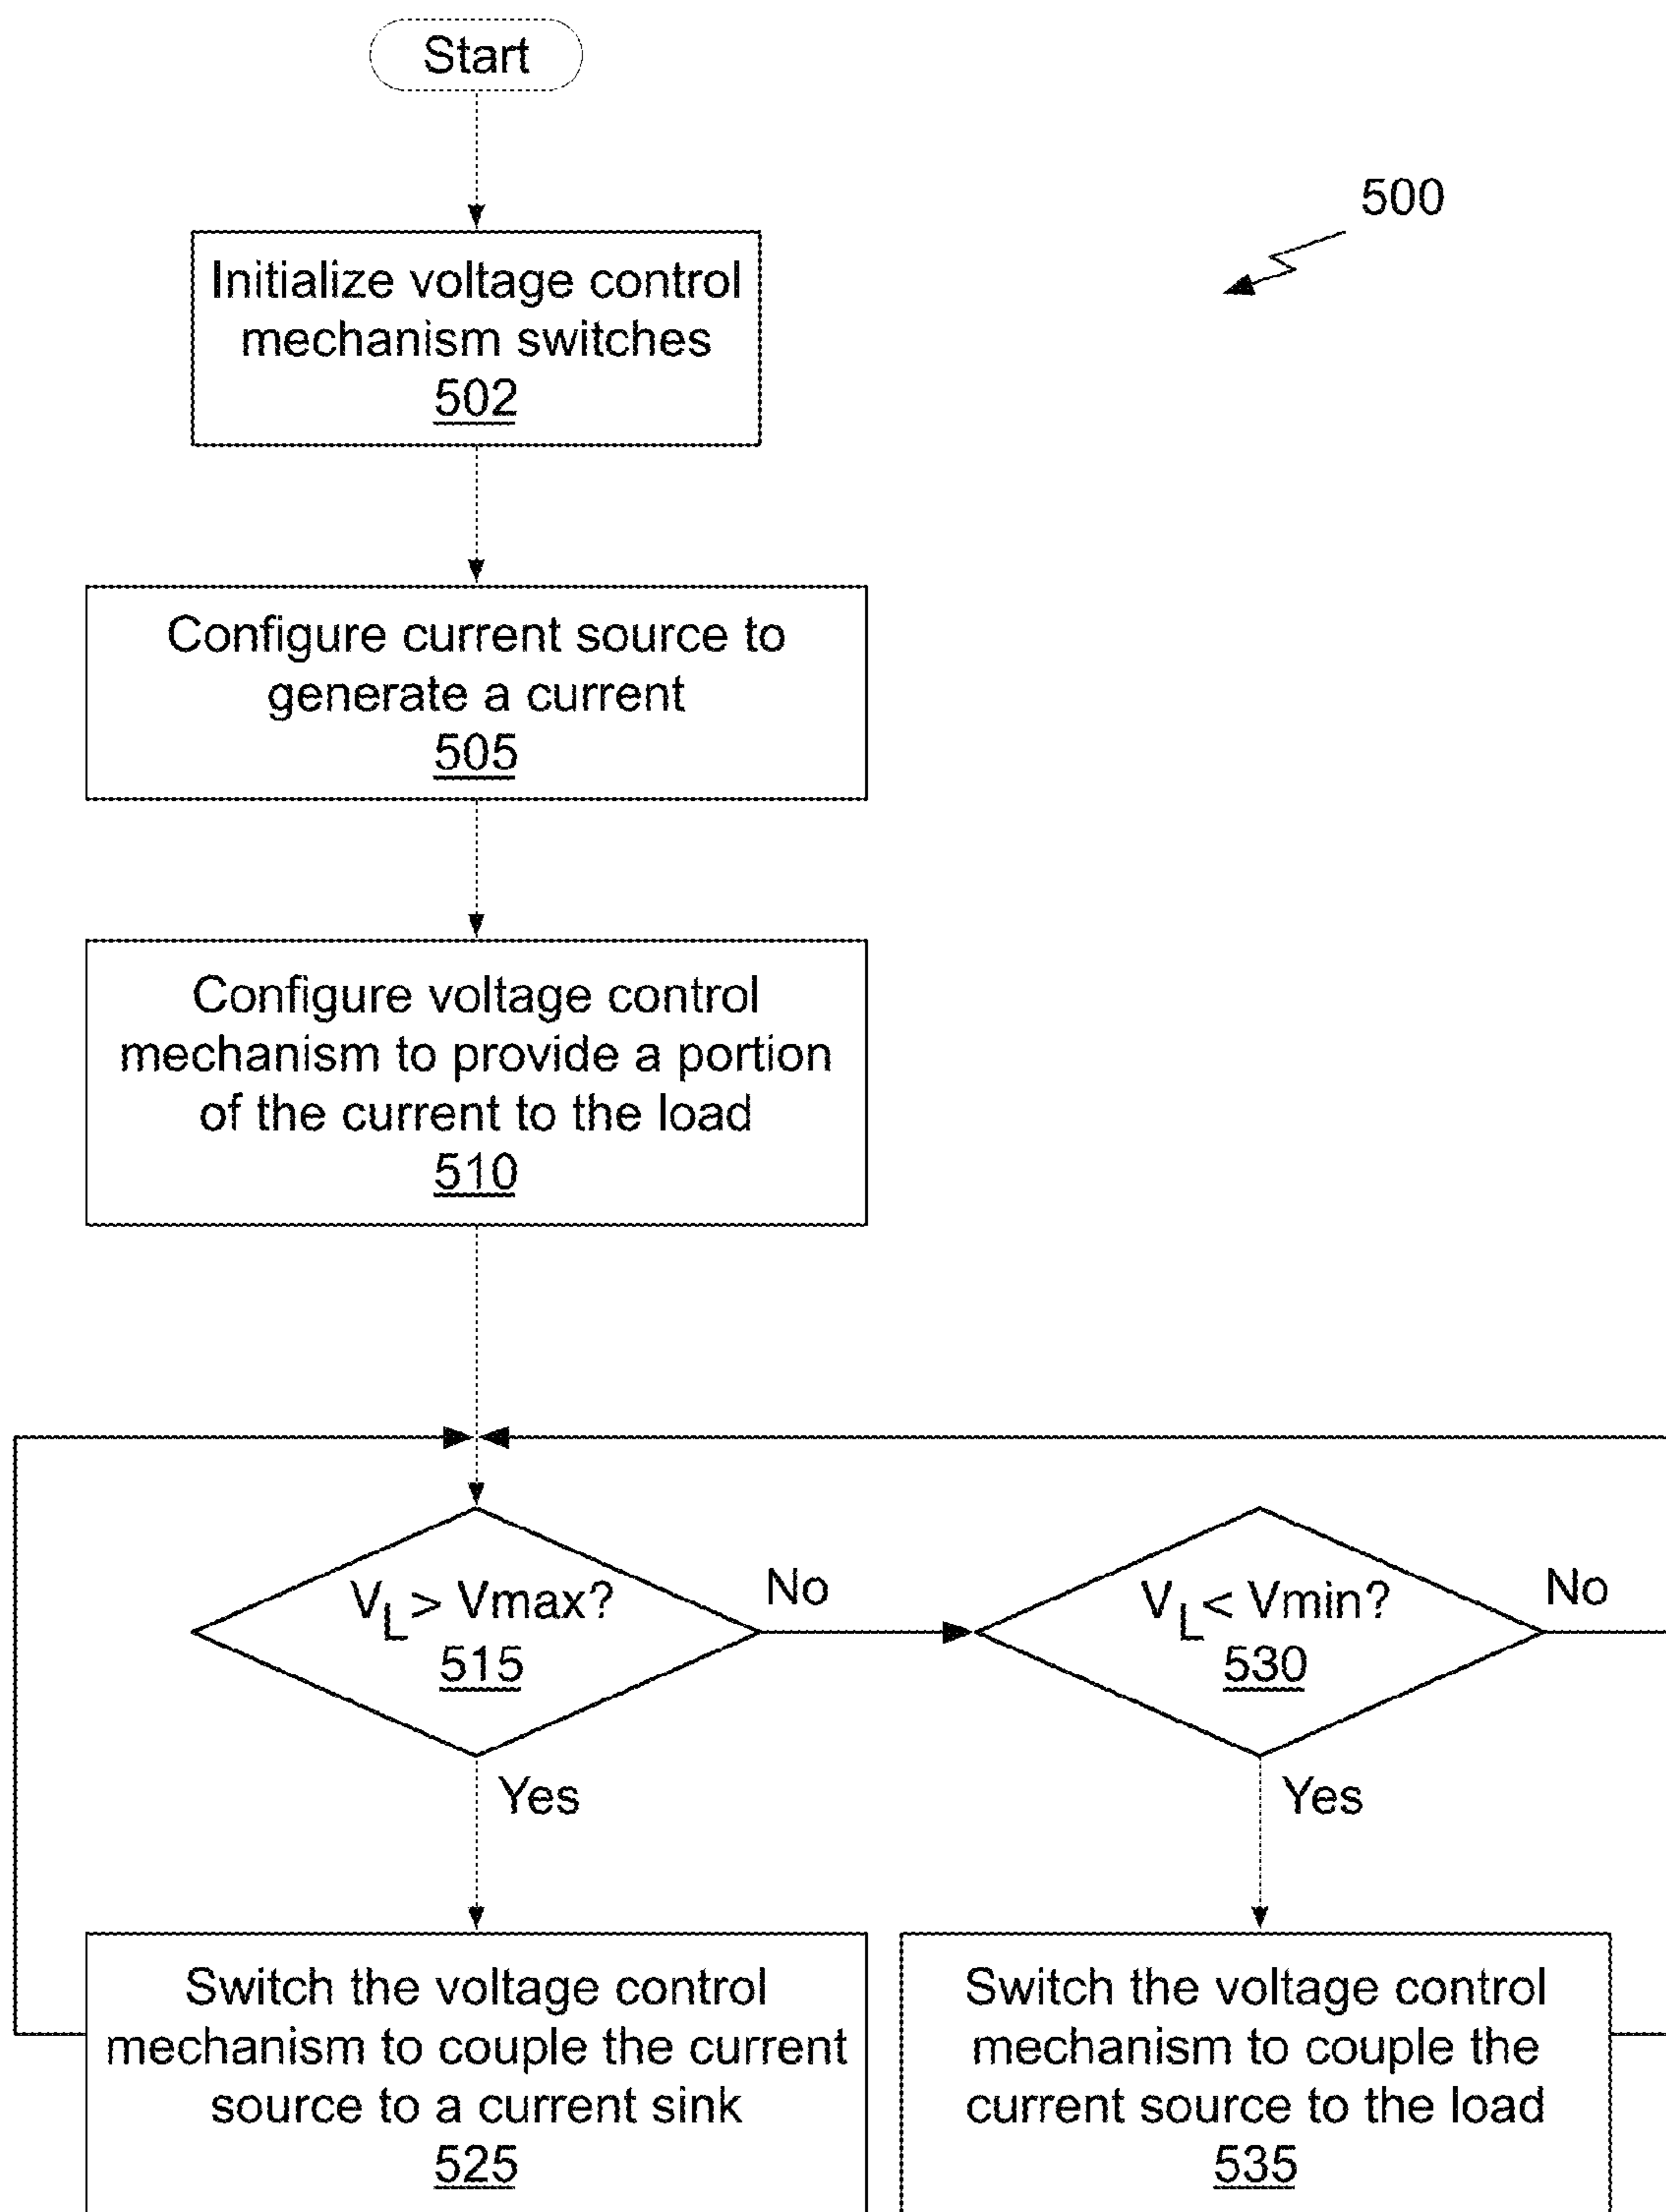 Start
500
Initialize voltage control
mechanism switches
502
Configure current source to
generate a current
505
Configure voltage control
mechanism to provide a portion
of the current to the load
510
VL > Vmax?
515
No
VL < Vmin?
530
No
Yes
Yes
Switch the voltage control
mechanism to couple the current
source to a current sink
525
Switch the voltage control
mechanism to couple the
current source to the load
535